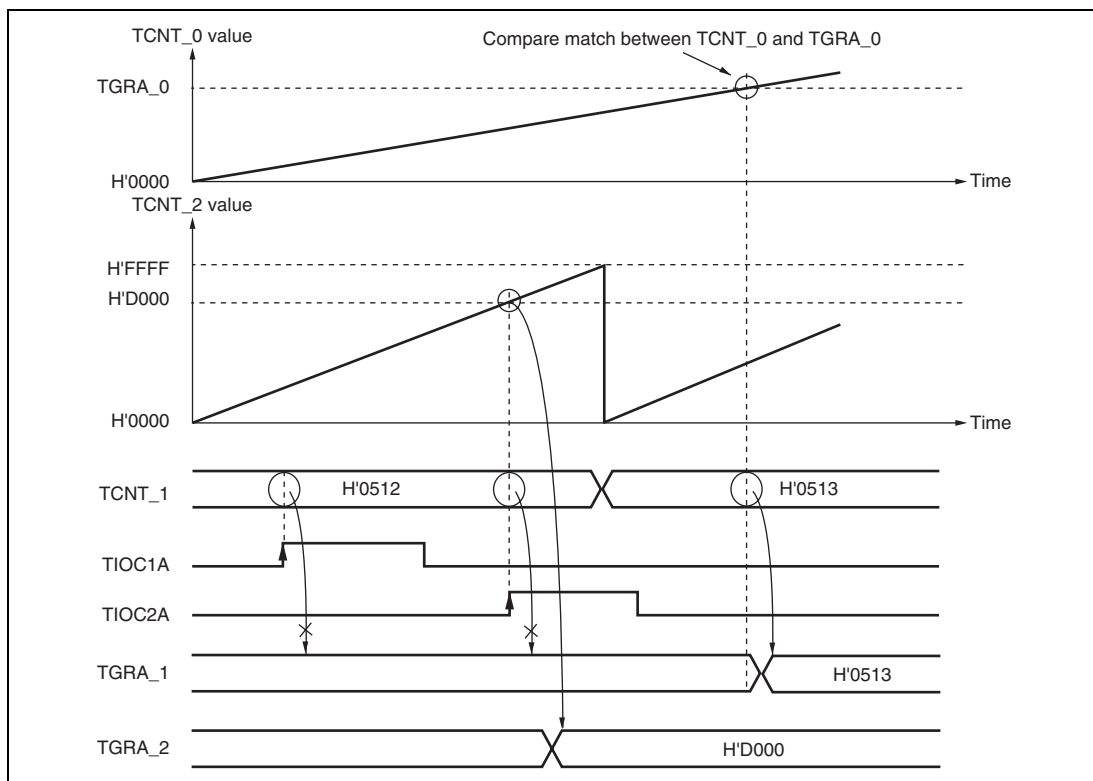 TCNT_0 value
Compare match between TCNT_0 and TGRA_0
TGRA_0
H'0000
Time
TCNT_2 value
H'FFFF
H'D000
H'0000
Time
TCNT_1
H'0512
H'0513
TIOC1A
TIOC2A
TGRA_1
H'0513
TGRA_2
H'D000